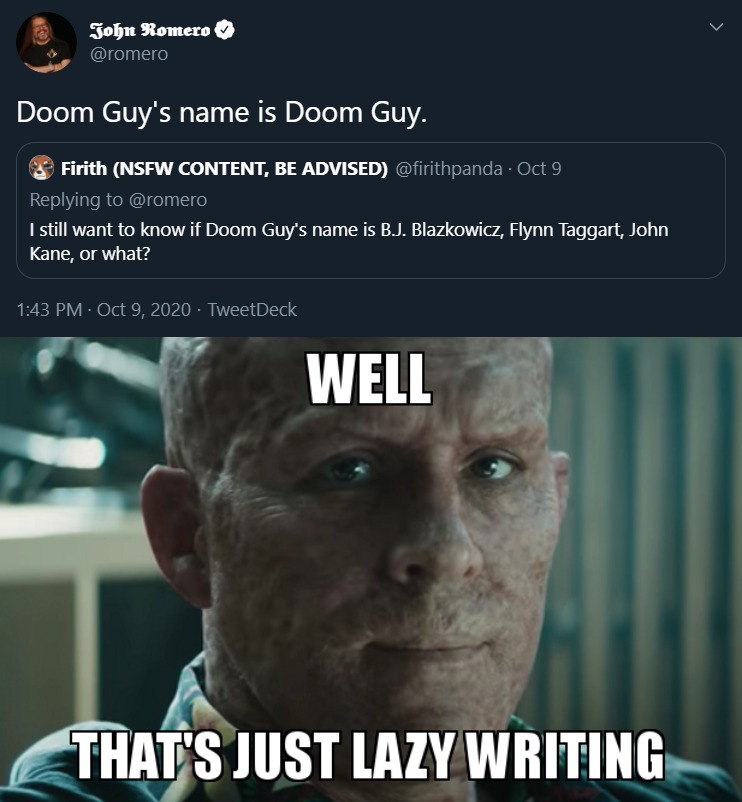 John Romero
@romero
Doom Guy's name is Doom Guy.
Firith (NSFW CONTENT, BE ADVISED) @firithpanda · Oct 9
Replying to @romero
I still want to know if Doom Guy's name is B.J. Blazkowicz, Flynn Taggart, John
Kane, or what?
1:43 PM · Oct 9, 2020 · TweetDeck
WELL
THAT'S JUST LAZY WRITING